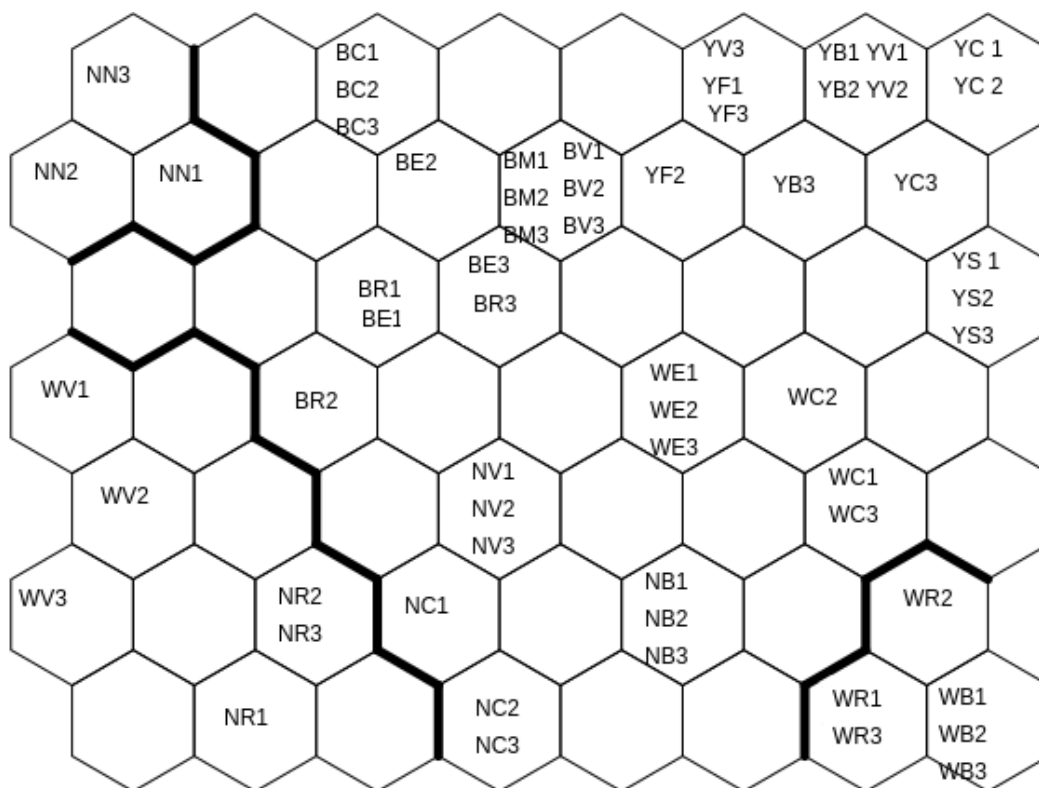 NN3
BC1
BC2
BC3
YV3
YF1
YF3
YB1 YV1
YB2 YV2
YC 1
YC 2
NN2
NN1
BE2
BM1
BM2
BM3
BV1
BV2
BV3
YF2
YB3
YC3
BR1
BE1
BE3
BR3
YS 1
YS2
YS3
WV1
BR2
WE1
WE2
WE3
WC2
WV2
NV1
NV2
NV3
WC1
WC3
WV3
NR2
NR3
NC1
NB1
NB2
NB3
WR2
NR1
NC2
NC3
WR1
WR3
WB1
WB2
WB3